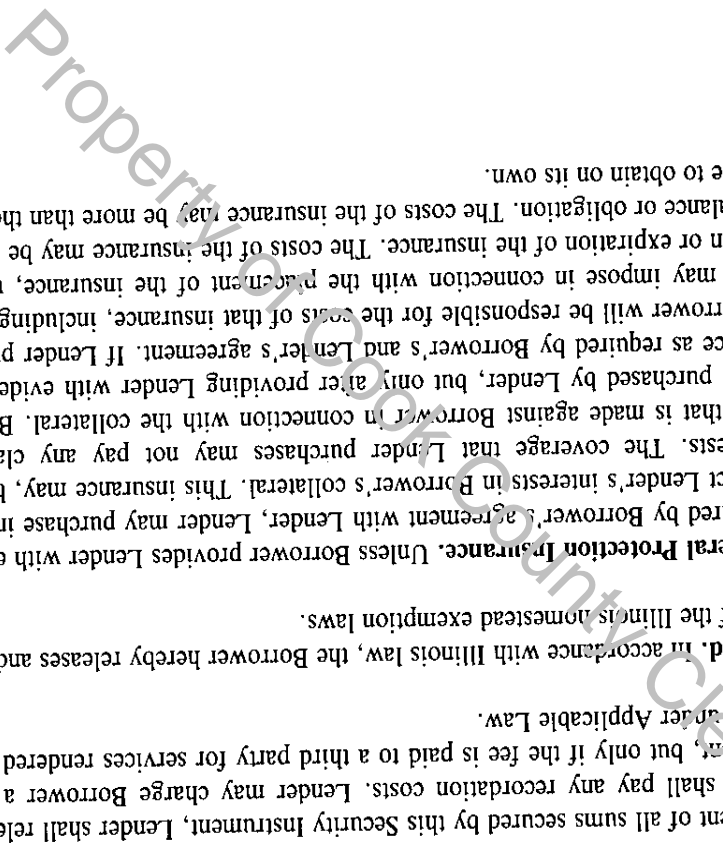 ent of all sums secured by this Security Instrument, Lender shall rele
shall pay any recordation costs. Lender may charge Borrower a
nt, but only if the fee is paid to a third party for services rendered
under Applicable Law.
d. In accordance with Illinois law, the Borrower hereby releases and
f the Illinois homestead exemption laws.
eral Protection Insurance. Unless Borrower provides Lender with e
red by Borrower's agreement with Lender, Lender may purchase in
ct Lender's interests in Borrower's collateral. This insurance may, b
ests. The coverage that Lender purchases may not pay any cla
that is made against Borrower in connection with the collateral. B
purchased by Lender, but only after providing Lender with evide
ce as required by Borrower's and Lender's agreement. If Lender p
rrower will be responsible for the costs of that insurance, including
may impose in connection with the placement of the insurance, u
n or expiration of the insurance. The costs of the insurance may be
alance or obligation. The costs of the insurance may be more than the
e to obtain on its own.
Property of Cook County Cle